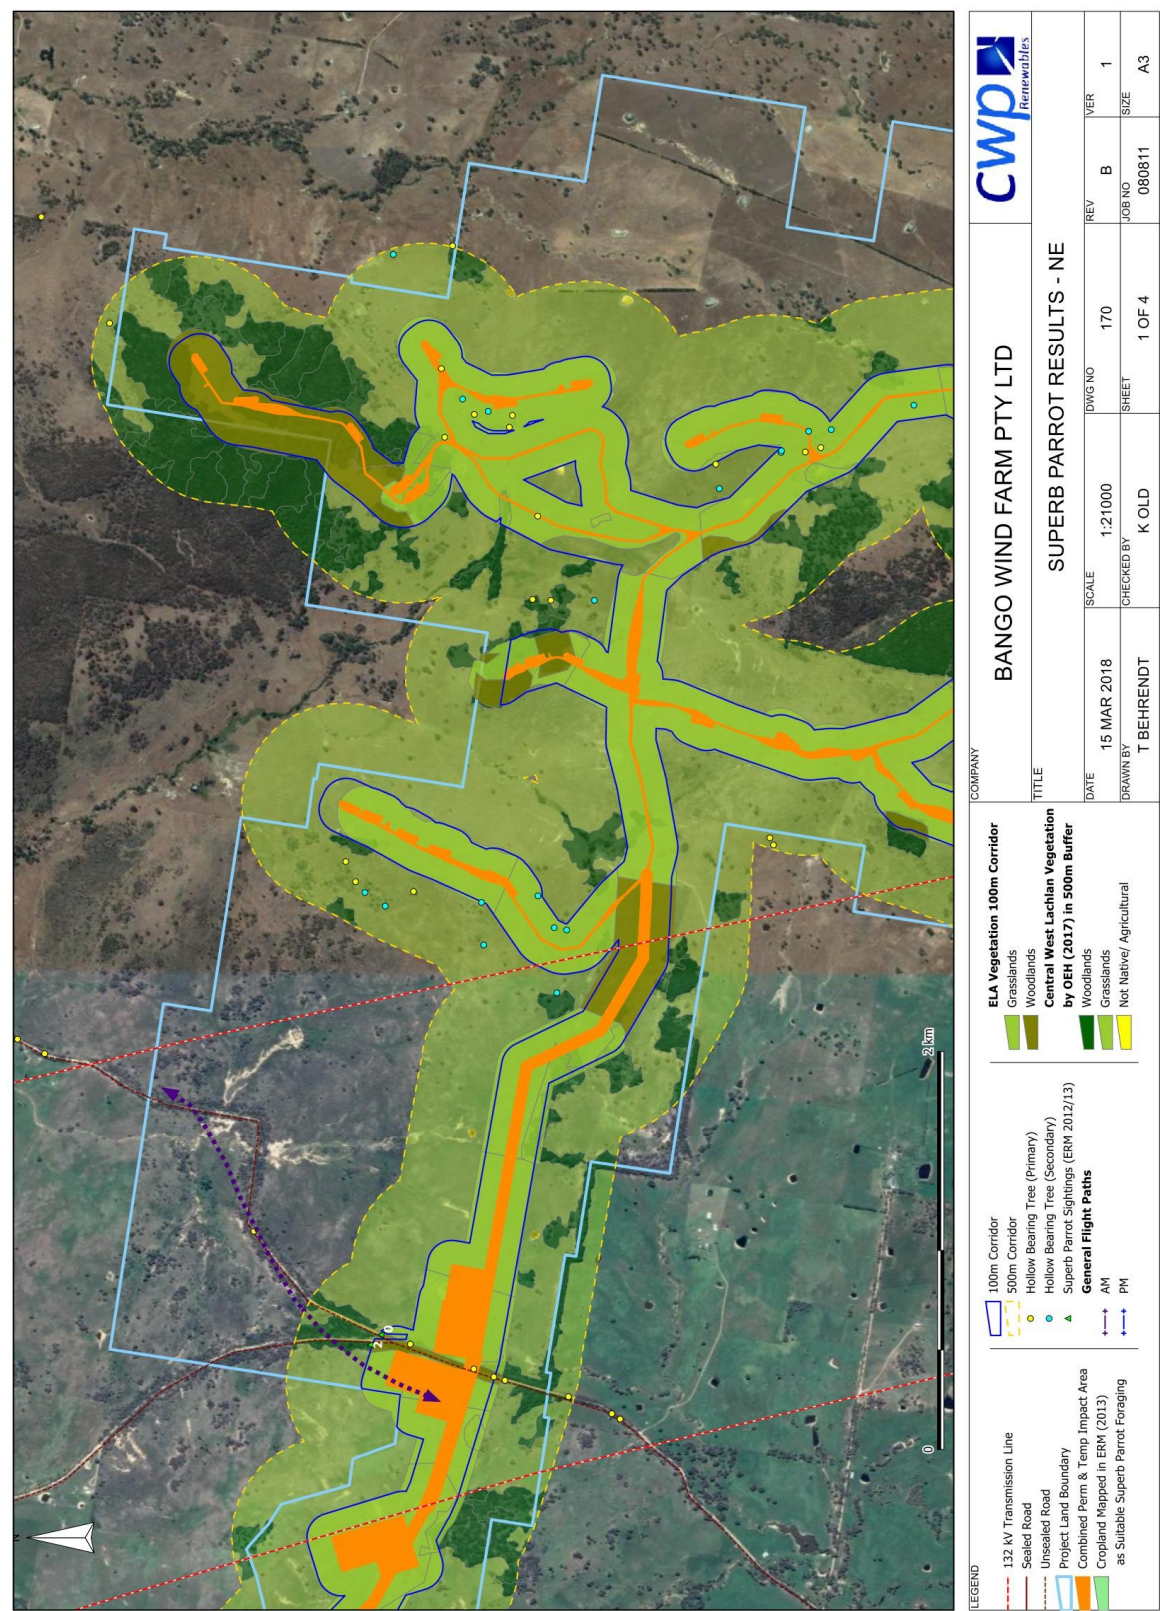 N
2
0
0
2 km
LEGEND
132 kV Transmission Line
Sealed Road
Unsealed Road
Project Land Boundary
Combined Perm & Temp Impact Area
Cropland Mapped in ERM (2013)
as Suitable Superb Parrot Foraging
100m Corridor
500m Corridor
Hollow Bearing Tree (Primary)
Hollow Bearing Tree (Secondary)
Superb Parrot Sightings (ERM 2012/13)
General Flight Paths
AM
PM
ELA Vegetation 100m Corridor
Grasslands
Woodlands
Central West Lachlan Vegetation
by OEH (2017) in 500m Buffer
Woodlands
Grasslands
Not Native/ Agricultural
COMPANY
BANGO WIND FARM PTY LTD
cwp
Renewables
TITLE
SUPERB PARROT RESULTS - NE
DATE
15 MAR 2018
SCALE
1:21000
DWG NO
170
REV
B
VER
1
DRAWN BY
T BEHRENDT
CHECKED BY
K OLD
SHEET
1 OF 4
JOB NO
080811
SIZE
A3